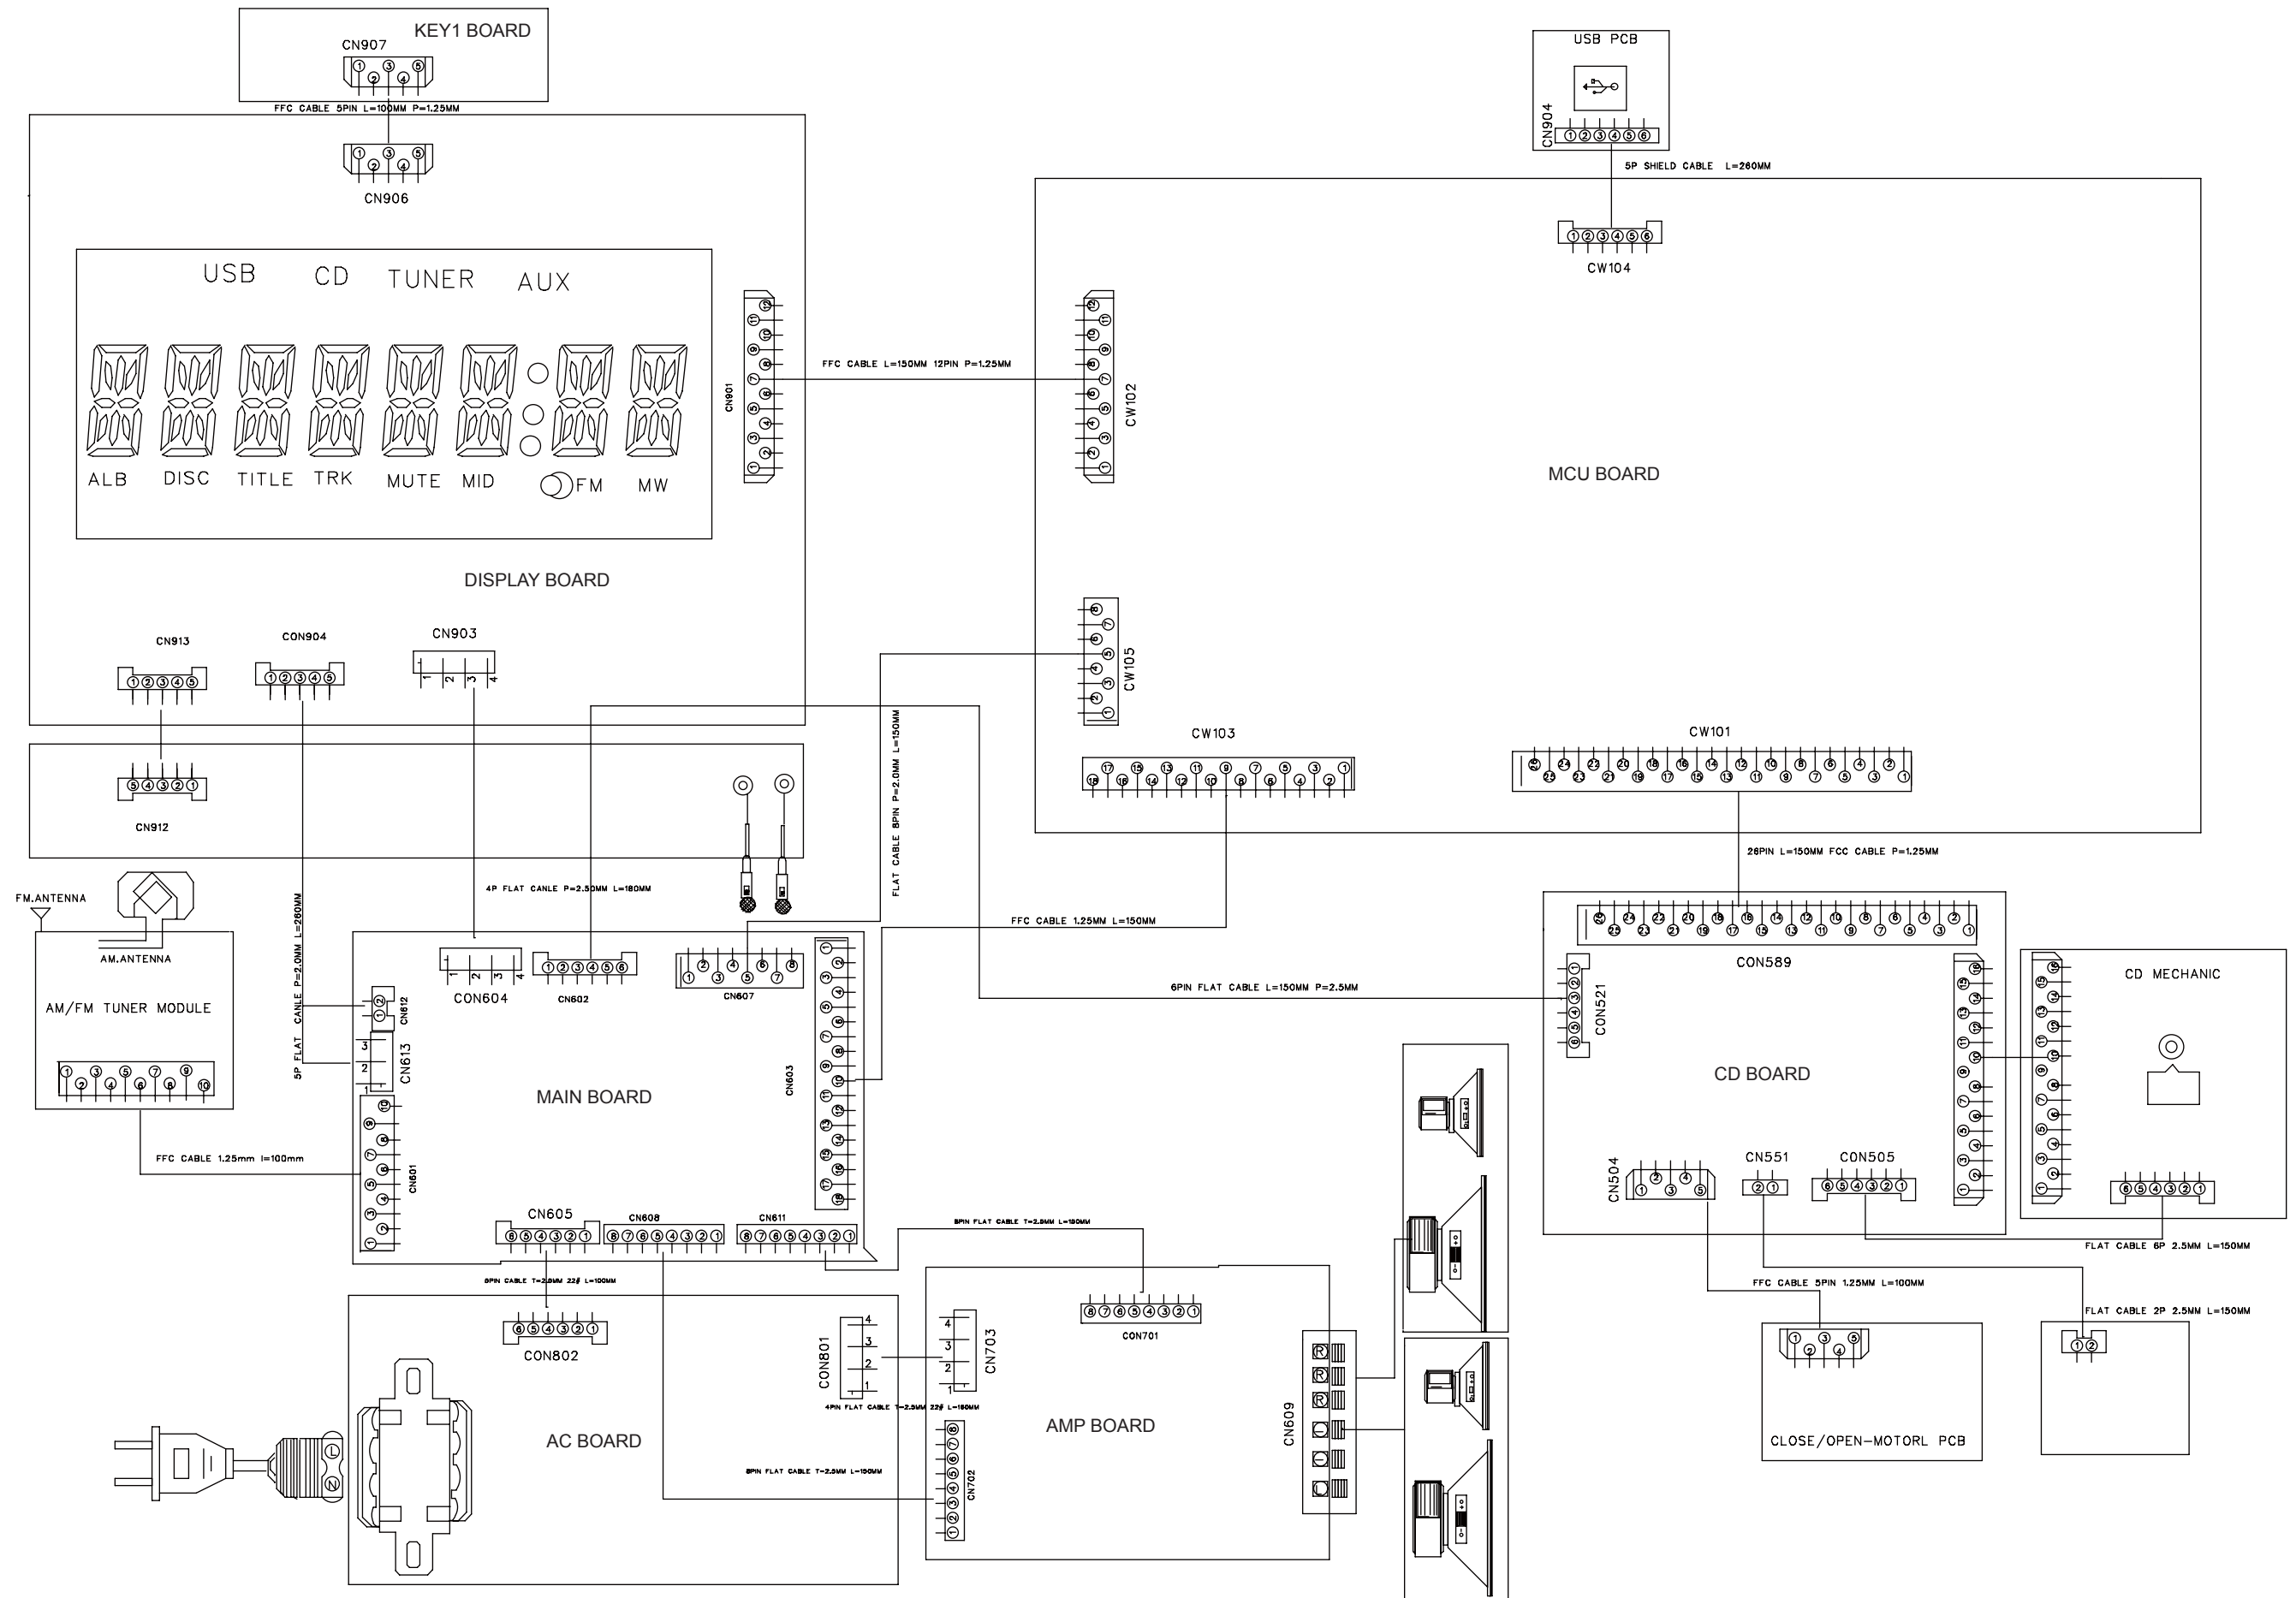 KEY1 BOARD
CN907
FFC CABLE 5PIN L=100MM P=1.25MM
CN906
USB CD TUNER AUX
ALB DISC TITLE TRK MUTE MID FM MW
DISPLAY BOARD
CN901
CN913
CON904
CN903
1 2 3 4
FFC CABLE L=150MM 12PIN P=1.25MM
USB PCB
CN904
5P SHIELD CABLE L=260MM
CW104
CW102
MCU BOARD
CW105
CW103
CW101
CN912
FLAT CABLE 8PIN P=2.0MM L=150MM
4P FLAT CANLE P=2.50MM L=180MM
5P FLAT CANLE P=2.0MM L=260MM
FFC CABLE 1.25MM L=150MM
26PIN L=150MM FCC CABLE P=1.25MM
FM.ANTENNA
AM.ANTENNA
AM/FM TUNER MODULE
FFC CABLE 1.25mm l=100mm
CON604
CN602
CN607
CN612
CN613
CN601
CN603
MAIN BOARD
CN605
CN608
CN611
6PIN FLAT CABLE L=150MM P=2.5MM
CON589
CON521
CD BOARD
CN504
CN551
CON505
CD MECHANIC
FLAT CABLE 6P 2.5MM L=150MM
FFC CABLE 5PIN 1.25MM L=100MM
FLAT CABLE 2P 2.5MM L=150MM
CLOSE/OPEN-MOTORL PCB
CON802
CON801
CN703
CON701
CN702
CN609
AC BOARD
AMP BOARD
L
N
R
R
R